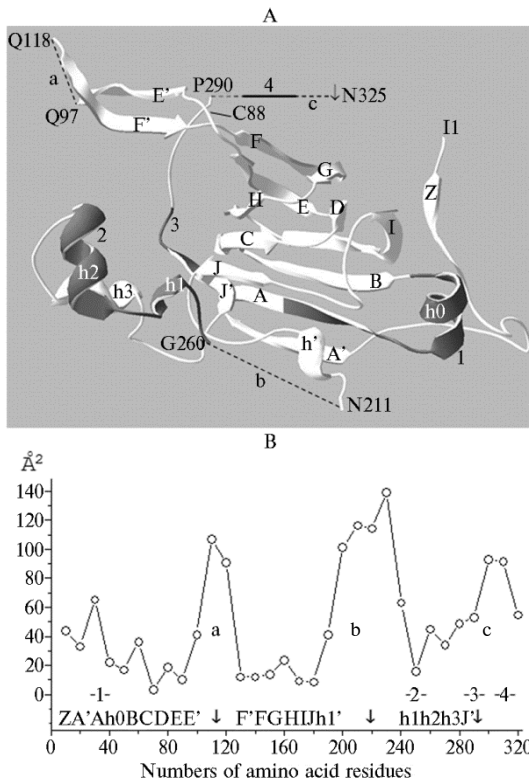 A
Q118
a
Q97
E'
P290
4
c
↓N325
C88
F'
F
G
I1
Z
H
E
D
I
2
3
C
h2
h3
h1
J
J'
A
B
h0
G260
h'
A'
1
b
N211
B
Å²
140
120
100
80
60
40
20
0
a
b
c
-1-
-2-
-3-
-4-
ZA'Ah0BCDEE' ↓ F'FGHIJh1' ↓ h1h2h3J'↓
0 40 80 120 160 200 240 280 320
Numbers of amino acid residues